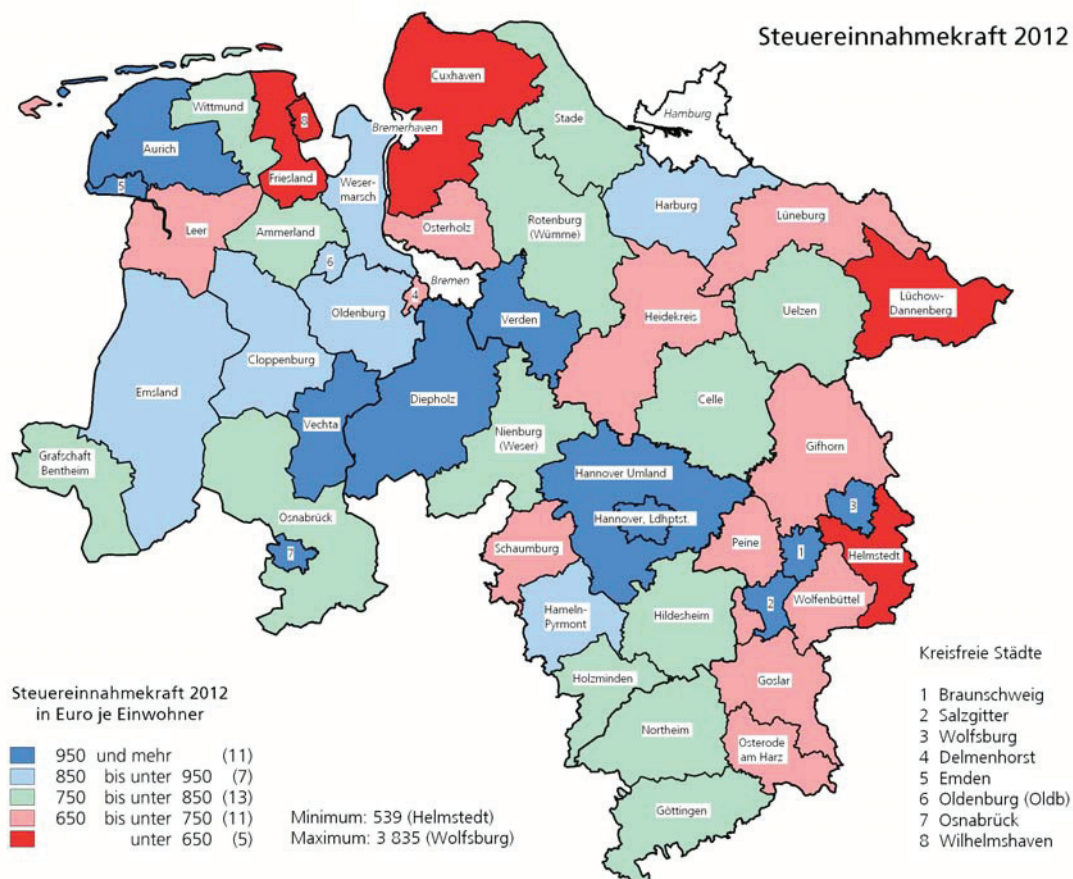 Steuereinnahmekraft 2012
Cuxhaven
Wittmund
Stade
Hamburg
Bremerhaven
Aurich
8
Friesland
5
Weser-
marsch
Harburg
Lüneburg
Leer
Ammerland
Osterholz
Rotenburg
(Wümme)
6
Bremen
4
Oldenburg
Verden
Heidekreis
Uelzen
Lüchow-
Dannenberg
Cloppenburg
Emsland
Diepholz
Celle
Vechta
Nienburg
(Weser)
Gifhorn
Grafschaft
Bentheim
Hannover Umland
3
Osnabrück
Hannover, Ldhptst.
7
Schaumburg
Peine
1
Helmstedt
2
Wolfenbüttel
Hameln-
Pyrmont
Hildesheim
Holzminden
Goslar
Northeim
Osterode
am Harz
Göttingen
Steuereinnahmekraft 2012
in Euro je Einwohner
950 und mehr (11)
850 bis unter 950 (7)
750 bis unter 850 (13)
650 bis unter 750 (11)
unter 650 (5)
Minimum: 539 (Helmstedt)
Maximum: 3 835 (Wolfsburg)
Kreisfreie Städte
1 Braunschweig
2 Salzgitter
3 Wolfsburg
4 Delmenhorst
5 Emden
6 Oldenburg (Oldb)
7 Osnabrück
8 Wilhelmshaven